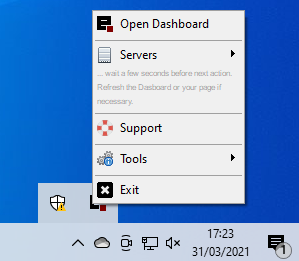 Open Dashboard
Servers
... wait a few seconds before next action.
Refresh the Dasboard or your page if
necessary.
Support
Tools
Exit
17:23
31/03/2021
1